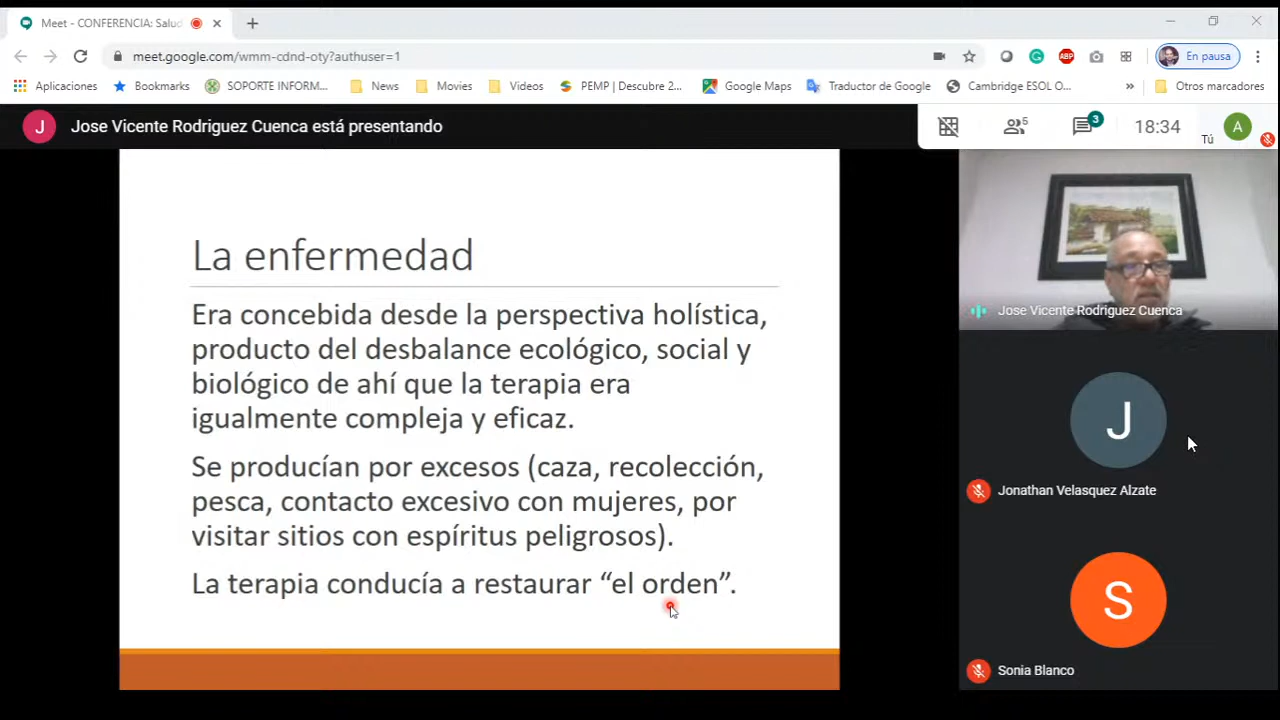 Meet - CONFERENCIA: Salu
meet.google.com/wmm-cdnd-oty?authuser=1
ABP
En pausa
Aplicaciones
Bookmarks
SOPORTE INFORM...
News
Movies
Videos
PEMP | Descubre 2...
Google Maps
Traductor de Google
Cambridge ESOL O...
»
Otros marcadores
J
Jose Vicente Rodriguez Cuenca está presentando
5
3
18:34
Tú
A
La enfermedad
Era concebida desde la perspectiva holística,
producto del desbalance ecológico, social y
biológico de ahí que la terapia era
igualmente compleja y eficaz.
Se producían por excesos (caza, recolección,
pesca, contacto excesivo con mujeres, por
visitar sitios con espíritus peligrosos).
La terapia conducía a restaurar “el orden”.
Jose Vicente Rodriguez Cuenca
J
Jonathan Velasquez Alzate
S
Sonia Blanco